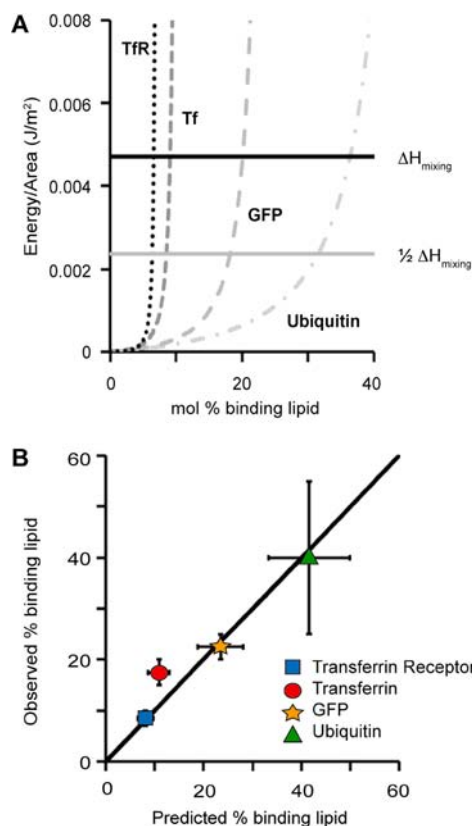 A
0.008
TfR
Tf
0.006
ΔHmixing
0.004
GFP
½ ΔHmixing
0.002
Ubiquitin
0
0 10 20 30 40
Energy/Area (J/m²)
mol % binding lipid
B
60
40
20
0
0 20 40 60
Observed % binding lipid
Predicted % binding lipid
Transferrin Receptor
Transferrin
GFP
Ubiquitin